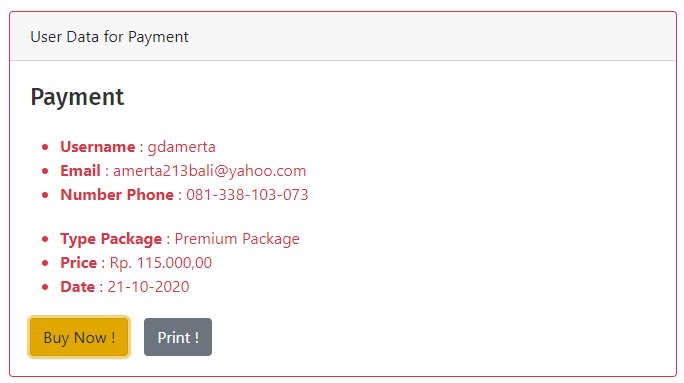 User Data for Payment
Payment
Username : gdamerta
Email : amerta213bali@yahoo.com
Number Phone : 081-338-103-073
Type Package : Premium Package
Price : Rp. 115.000,00
Date : 21-10-2020
Buy Now ! Print !